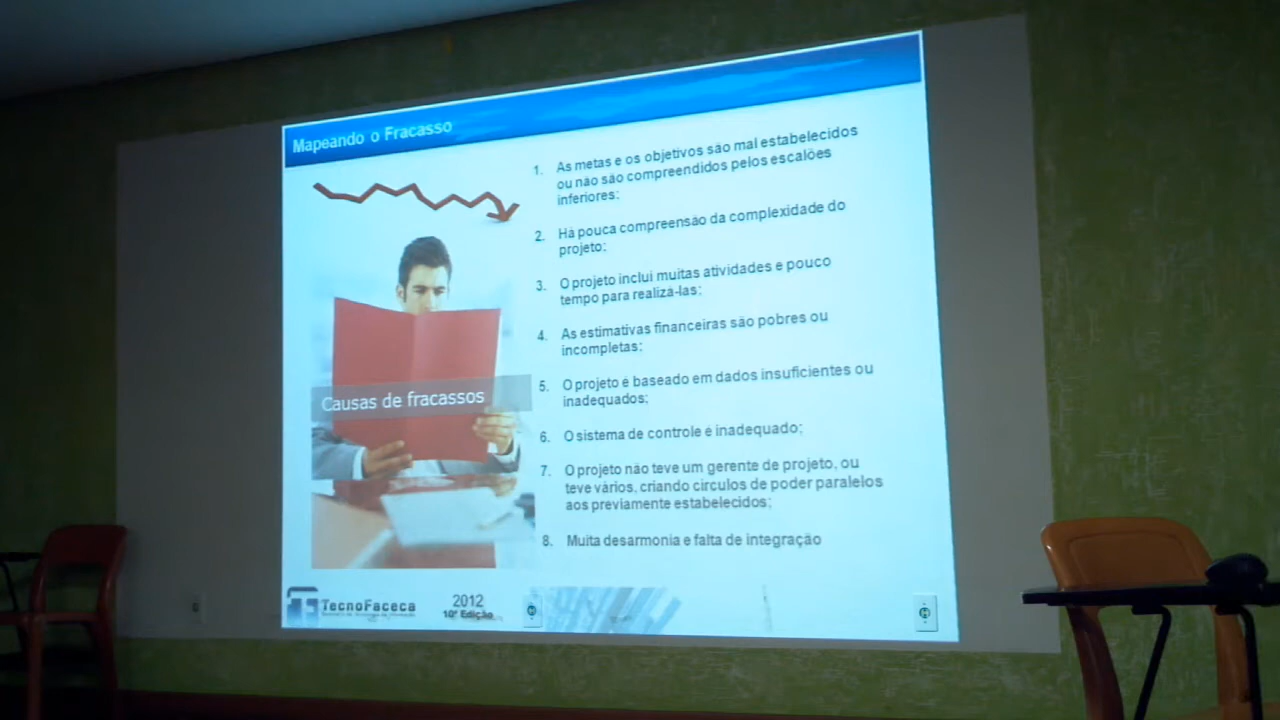 Mapeando o Fracasso
1. As metas e os objetivos são mal estabelecidos
ou não são compreendidos pelos escalões
inferiores;
2. Há pouca compreensão da complexidade do
projeto;
3. O projeto inclui muitas atividades e pouco
tempo para realizá-las;
4. As estimativas financeiras são pobres ou
incompletas;
5. O projeto é baseado em dados insuficientes ou
inadequados;
6. O sistema de controle é inadequado;
7. O projeto não teve um gerente de projeto, ou
teve vários, criando círculos de poder paralelos
aos previamente estabelecidos;
8. Muita desarmonia e falta de integração
Causas de fracassos
TecnoFaceca
2012
10ª Edição